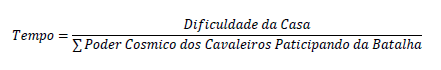 Tempo = Dificuldade da Casa
∑ Poder Cosmico dos Cavaleiros Paticipando da Batalha